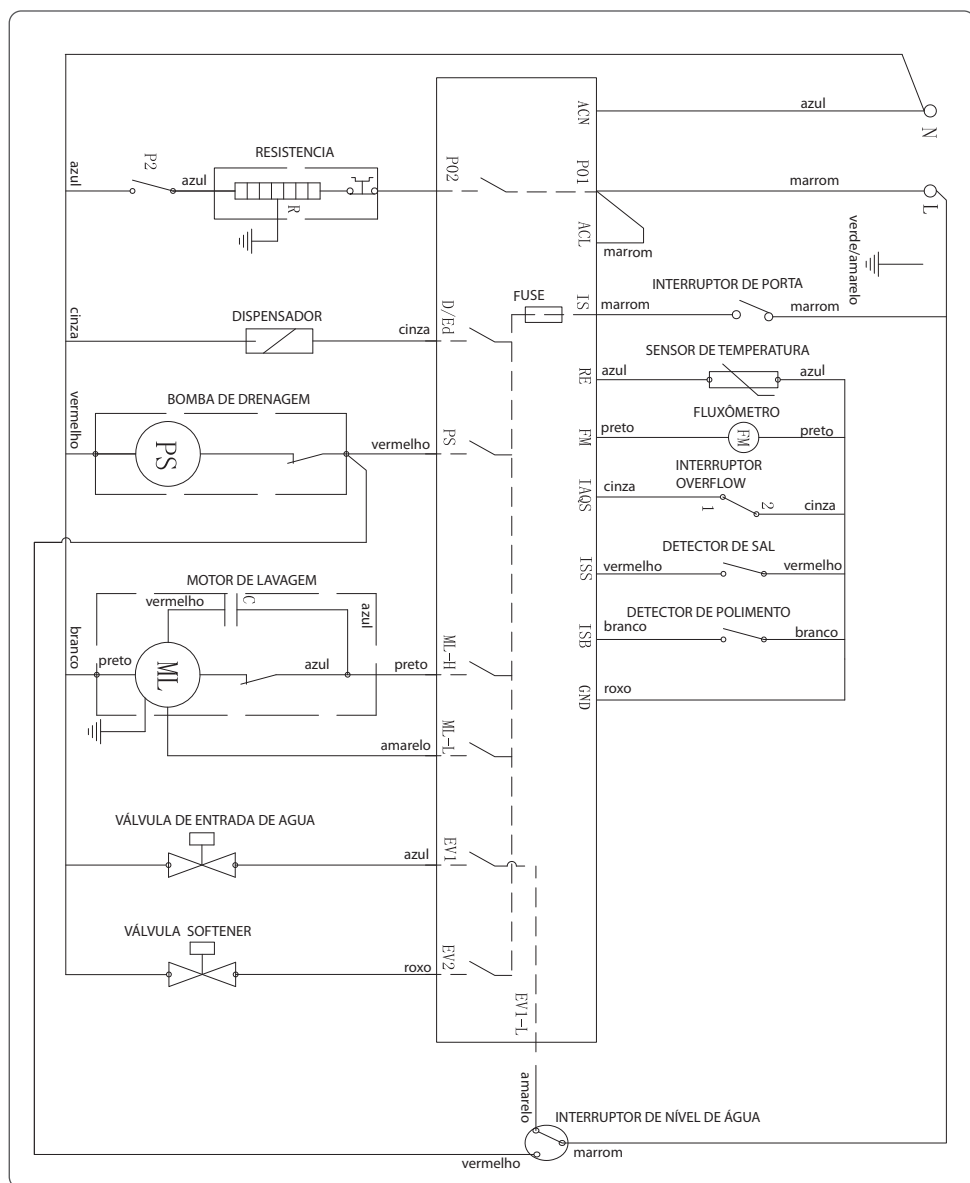 ACN
azul
N
azul
P2
azul
RESISTENCIA
R
PO2
PO1
marrom
L
ACL
marrom
verde/amarelo
cinza
DISPENSADOR
cinza
D/Ed
FUSE
IS
marrom
INTERRUPTOR DE PORTA
marrom
SENSOR DE TEMPERATURA
RE
azul
azul
vermelho
BOMBA DE DRENAGEM
PS
vermelho
PS
FM
preto
FLUXÔMETRO
FM
preto
IAQS
cinza
INTERRUPTOR
OVERFLOW
1
2
cinza
ISS
vermelho
DETECTOR DE SAL
vermelho
MOTOR DE LAVAGEM
vermelho
C
azul
branco
preto
ML
azul
preto
ML-H
ISB
branco
DETECTOR DE POLIMENTO
branco
GND
roxo
amarelo
ML-L
VÁLVULA DE ENTRADA DE AGUA
azul
EV1
VÁLVULA SOFTENER
roxo
EV2
EV1-L
amarelo
INTERRUPTOR DE NÍVEL DE ÁGUA
marrom
vermelho